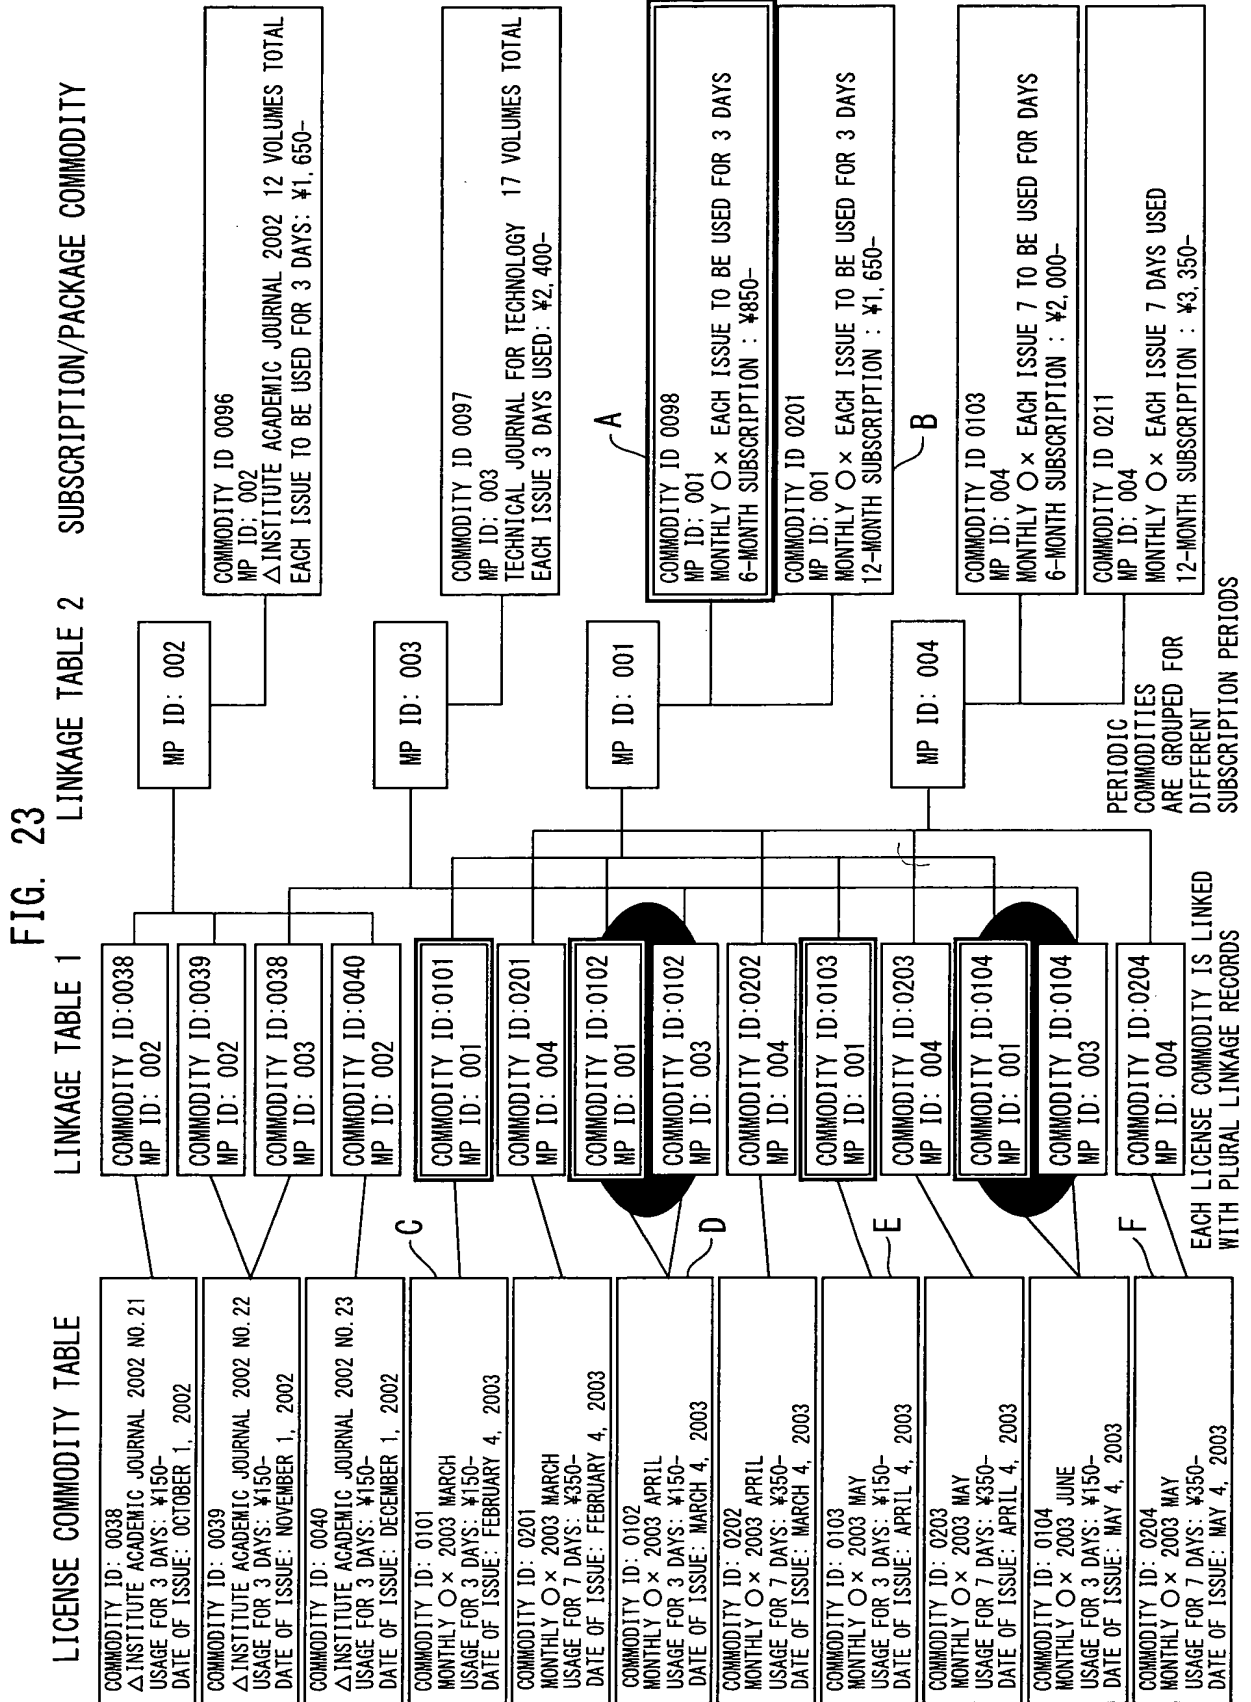 FIG. 23
LICENSE COMMODITY TABLE
COMMODITY ID: 0038
△INSTITUTE ACADEMIC JOURNAL 2002 NO.21
USAGE FOR 3 DAYS: ¥150-
DATE OF ISSUE: OCTOBER 1, 2002
COMMODITY ID: 0039
△INSTITUTE ACADEMIC JOURNAL 2002 NO.22
USAGE FOR 3 DAYS: ¥150-
DATE OF ISSUE: NOVEMBER 1, 2002
COMMODITY ID: 0040
△INSTITUTE ACADEMIC JOURNAL 2002 NO.23
USAGE FOR 3 DAYS: ¥150-
DATE OF ISSUE: DECEMBER 1, 2002
COMMODITY ID: 0101
MONTHLY ○× 2003 MARCH
USAGE FOR 3 DAYS: ¥150-
DATE OF ISSUE: FEBRUARY 4, 2003
COMMODITY ID: 0201
MONTHLY ○× 2003 MARCH
USAGE FOR 7 DAYS: ¥350-
DATE OF ISSUE: FEBRUARY 4, 2003
COMMODITY ID: 0102
MONTHLY ○× 2003 APRIL
USAGE FOR 3 DAYS: ¥150-
DATE OF ISSUE: MARCH 4, 2003
COMMODITY ID: 0202
MONTHLY ○× 2003 APRIL
USAGE FOR 7 DAYS: ¥350-
DATE OF ISSUE: MARCH 4, 2003
COMMODITY ID: 0103
MONTHLY ○× 2003 MAY
USAGE FOR 3 DAYS: ¥150-
DATE OF ISSUE: APRIL 4, 2003
COMMODITY ID: 0203
MONTHLY ○× 2003 MAY
USAGE FOR 7 DAYS: ¥350-
DATE OF ISSUE: APRIL 4, 2003
COMMODITY ID: 0104
MONTHLY ○× 2003 JUNE
USAGE FOR 3 DAYS: ¥150-
DATE OF ISSUE: MAY 4, 2003
COMMODITY ID: 0204
MONTHLY ○× 2003 MAY
USAGE FOR 7 DAYS: ¥350-
DATE OF ISSUE: MAY 4, 2003
C
D
E
F
LINKAGE TABLE 1
COMMODITY ID:0038
MP ID: 002
COMMODITY ID:0039
MP ID: 002
COMMODITY ID:0038
MP ID: 003
COMMODITY ID:0040
MP ID: 002
COMMODITY ID:0101
MP ID: 001
COMMODITY ID:0201
MP ID: 004
COMMODITY ID:0102
MP ID: 001
COMMODITY ID:0102
MP ID: 003
COMMODITY ID:0202
MP ID: 004
COMMODITY ID:0103
MP ID: 001
COMMODITY ID:0203
MP ID: 004
COMMODITY ID:0104
MP ID: 001
COMMODITY ID:0104
MP ID: 003
COMMODITY ID:0204
MP ID: 004
EACH LICENSE COMMODITY IS LINKED
WITH PLURAL LINKAGE RECORDS
LINKAGE TABLE 2
MP ID: 002
MP ID: 003
MP ID: 001
MP ID: 004
PERIODIC
COMMODITIES
ARE GROUPED FOR
DIFFERENT
SUBSCRIPTION PERIODS
SUBSCRIPTION/PACKAGE COMMODITY
COMMODITY ID 0096
MP ID: 002
△INSTITUTE ACADEMIC JOURNAL 2002 12 VOLUMES TOTAL
EACH ISSUE TO BE USED FOR 3 DAYS: ¥1,650-
COMMODITY ID 0097
MP ID: 003
TECHNICAL JOURNAL FOR TECHNOLOGY 17 VOLUMES TOTAL
EACH ISSUE 3 DAYS USED: ¥2,400-
A
COMMODITY ID 0098
MP ID: 001
MONTHLY ○× EACH ISSUE TO BE USED FOR 3 DAYS
6-MONTH SUBSCRIPTION : ¥850-
COMMODITY ID 0201
MP ID: 001
MONTHLY ○× EACH ISSUE TO BE USED FOR 3 DAYS
12-MONTH SUBSCRIPTION : ¥1,650-
B
COMMODITY ID 0103
MP ID: 004
MONTHLY ○× EACH ISSUE 7 TO BE USED FOR DAYS
6-MONTH SUBSCRIPTION : ¥2,000-
COMMODITY ID 0211
MP ID: 004
MONTHLY ○× EACH ISSUE 7 DAYS USED
12-MONTH SUBSCRIPTION : ¥3,350-